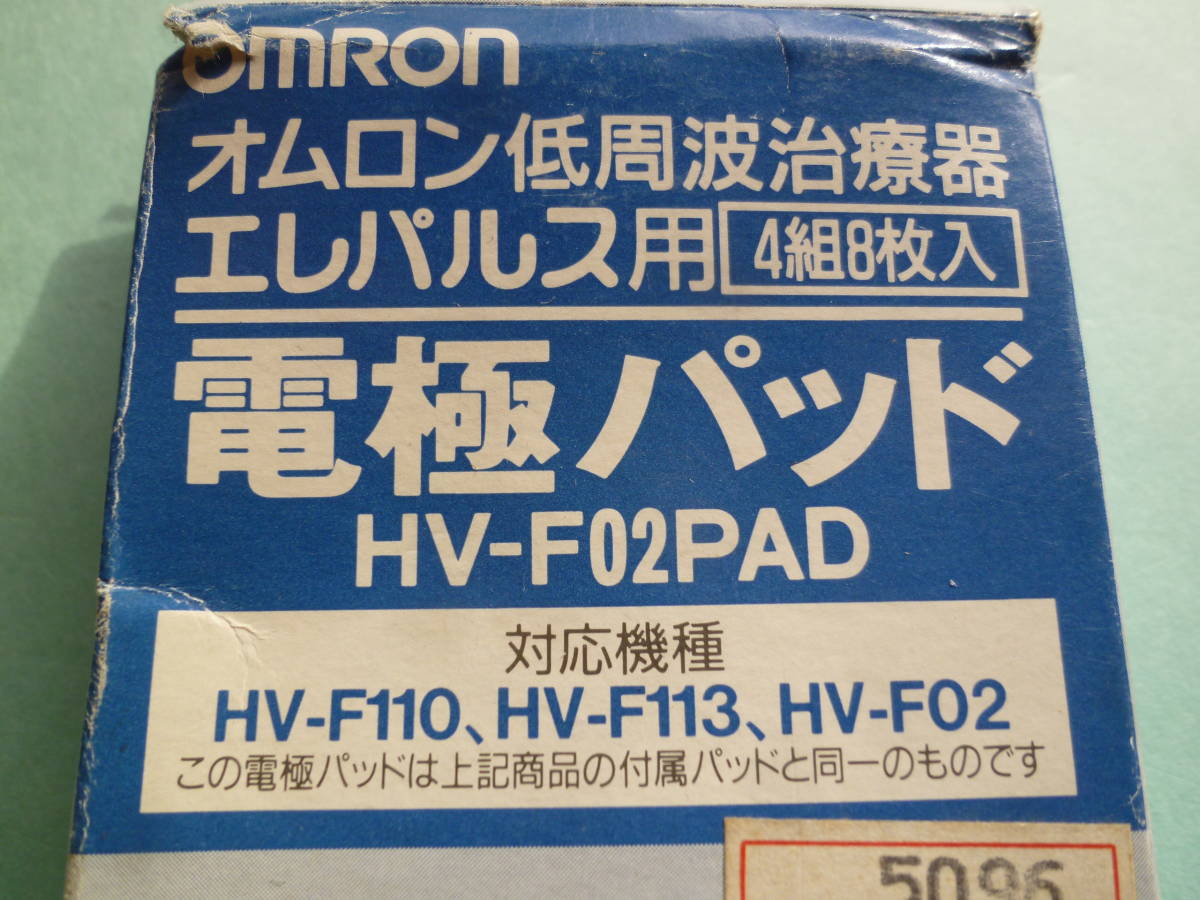 OMRON
オムロン低周波治療器
エレパルス用 4組8枚入
電極パッド
HV-F02PAD
対応機種
HV-F110、HV-F113、HV-F02
この電極パッドは上記商品の付属パッドと同一のものです
5096